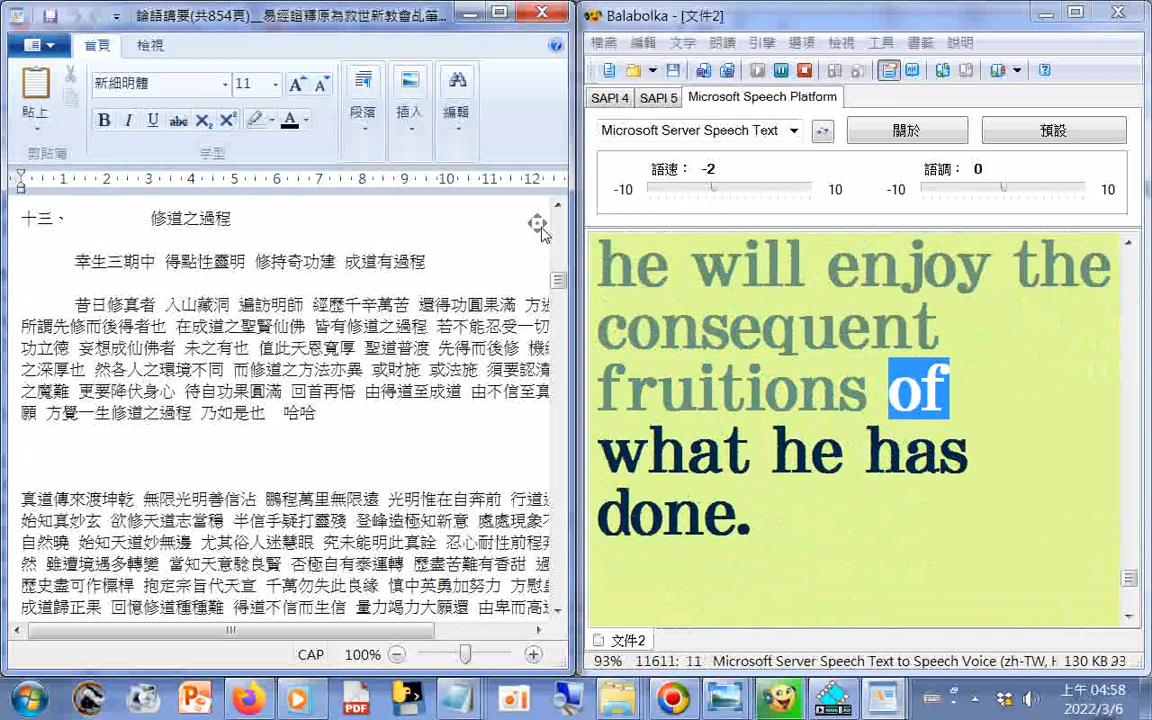 論語講要(共854頁)__易經證釋原為救世新教會乩筆...
首頁
檢視
貼上
剪貼簿
新細明體
11
B I U abc X₂ X² A
字型
段落
插入
編輯
1 2 3 4 5 6 7 8 9 10 11 12
十三、 修道之過程
幸生三期中 得點性靈明 修持奇功建 成道有過程
昔日修真者 入山藏洞 遍訪明師 經歷千辛萬苦 還得功圓果滿 方
所謂先修而後得者也 在成道之聖賢仙佛 皆有修道之過程 若不能忍受一切
功立德 妄想成仙佛者 未之有也 值此天恩寬厚 聖道普渡 先得而後修 機
之深厚也 然各人之環境不同 而修道之方法亦異 或財施 或法施 須要認清
之魔難 更要降伏身心 待自功果圓滿 回首再悟 由得道至成道 由不信至真
願 方覺一生修道之過程 乃如是也 哈哈
真道傳來渡坤乾 無限光明善信沾 鵬程萬里無限遠 光明惟在自奔前 行道
始知真妙玄 欲修天道志當穩 半信半疑打靈殘 登峰造極知新意 處處現象
自然曉 始知天道妙無邊 尤其俗人迷慧眼 究未能明此真詮 忍心耐性前程
然 雖遭境遇多轉變 當知天意驗良賢 否極自有泰運轉 歷盡苦難有香甜
歷史盡可作標桿 抱定宗旨代天宣 千萬勿失此良緣 慎中英勇加努力 方慰
成道歸正果 回憶修道種種難 得道不信而生信 量力竭力大願還 由卑而高
CAP 100%
Balabolka - [文件2]
檔案 編輯 文字 朗讀 引擎 選項 檢視 工具 書籤 說明
SAPI 4 SAPI 5 Microsoft Speech Platform
Microsoft Server Speech Text
關於
預設
語速： -2
語調： 0
-10 10 -10 10
he will enjoy the
consequent
fruitions of
what he has
done.
文件2
93% 11611: 11 Microsoft Server Speech Text to Speech Voice (zh-TW, 130 KB
上午 04:58
2022/3/6